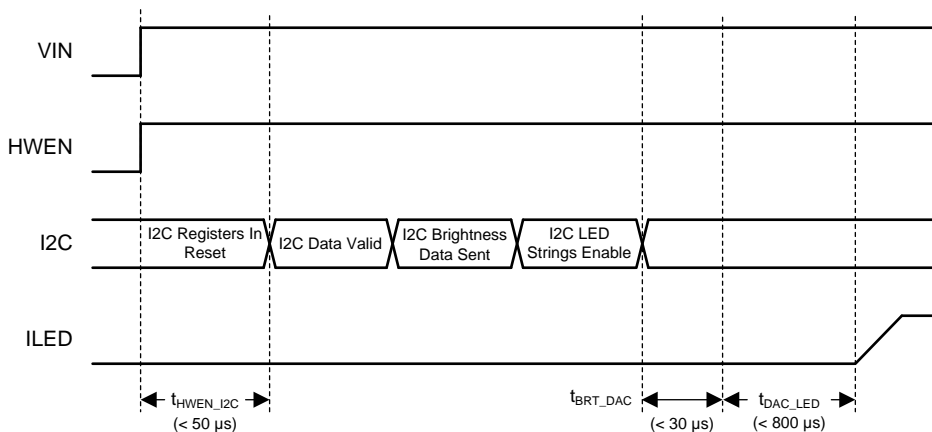 VIN
HWEN
I2C
I2C Registers In
Reset
I2C Data Valid
I2C Brightness
Data Sent
I2C LED
Strings Enable
ILED
tHWEN_I2C
(< 50 µs)
tBRT_DAC
(< 30 µs)
tDAC_LED
(< 800 µs)